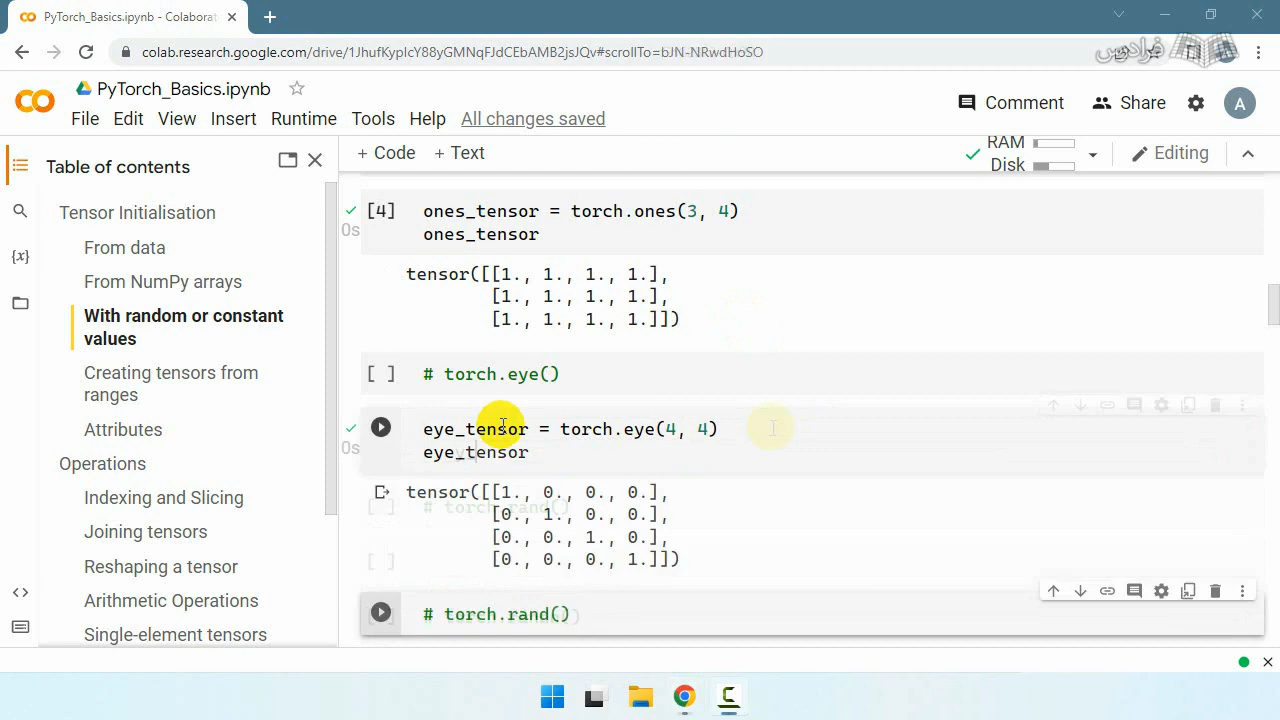 PyTorch_Basics.ipynb - Colaborat
colab.research.google.com/drive/1JhufKypIcY88yGMNqFJdCEbAMB2jsJQv#scrollTo=bJN-NRwdHoSO
فرادرس
PyTorch_Basics.ipynb
Comment
Share
A
File Edit View Insert Runtime Tools Help All changes saved
+ Code + Text
RAM
Disk
Editing
Table of contents
Tensor Initialisation
From data
From NumPy arrays
With random or constant
values
Creating tensors from
ranges
Attributes
Operations
Indexing and Slicing
Joining tensors
Reshaping a tensor
Arithmetic Operations
Single-element tensors
[4] ones_tensor = torch.ones(3, 4)
0s ones_tensor
tensor([[1., 1., 1., 1.],
[1., 1., 1., 1.],
[1., 1., 1., 1.]])
[ ] # torch.eye()
eye_tensor = torch.eye(4, 4)
0s eye_tensor
tensor([[1., 0., 0., 0.],
[ ] # torch.rand()
[0., 1., 0., 0.],
[0., 0., 1., 0.],
[ ] [0., 0., 0., 1.]])
# torch.rand()